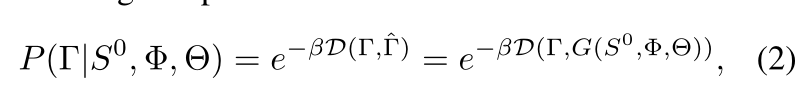 P(Γ|S⁰, Φ, Θ) = e^{−β𝒟(Γ,Γ̂)} = e^{−β𝒟(Γ,G(S⁰,Φ,Θ))}, (2)